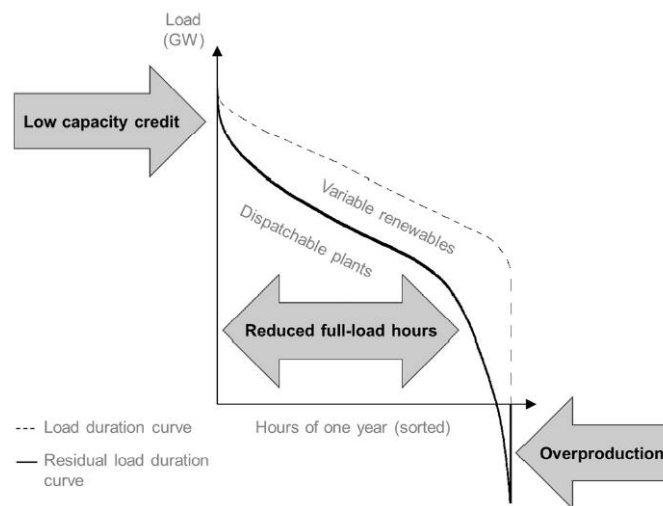 Load
(GW)
Low capacity credit
Variable renewables
Dispatchable plants
Reduced full-load hours
--- Load duration curve
Hours of one year (sorted)
— Residual load duration
curve
Overproduction